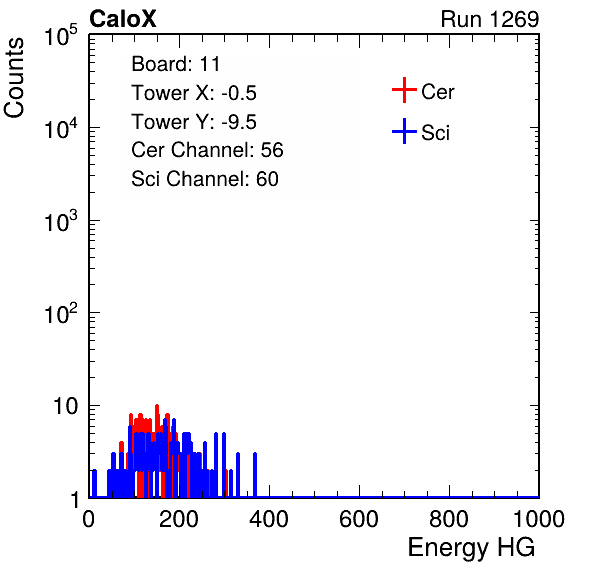 CaloX Run 1269
Counts
Board: 11
Tower X: -0.5
Tower Y: -9.5
Cer Channel: 56
Sci Channel: 60
Cer
Sci
10^5
10^4
10^3
10^2
10
1
0 200 400 600 800 1000
Energy HG